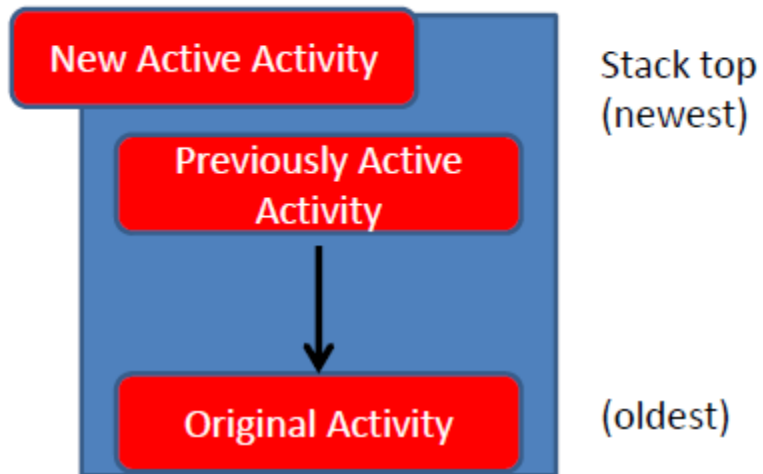 New Active Activity
Stack top
(newest)
Previously Active
Activity
Original Activity
(oldest)